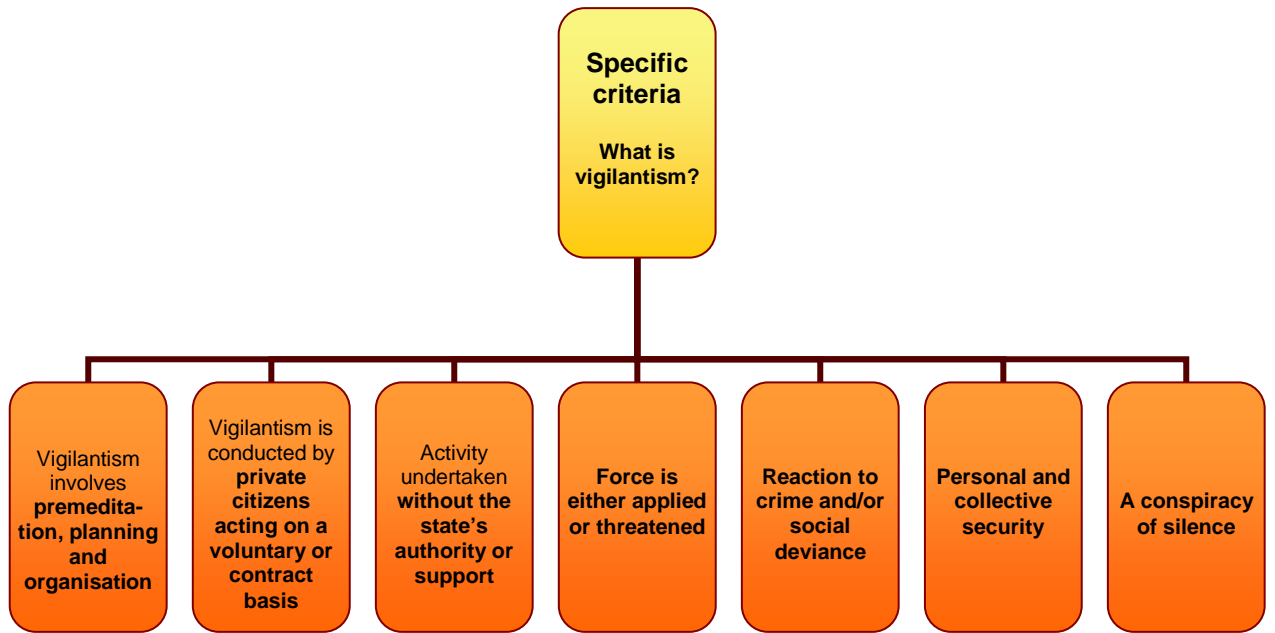 Specific
criteria
What is
vigilantism?
Vigilantism
involves
premedita-
tion, planning
and
organisation
Vigilantism is
conducted by
private
citizens
acting on a
voluntary or
contract
basis
Activity
undertaken
without the
state’s
authority or
support
Force is
either applied
or threatened
Reaction to
crime and/or
social
deviance
Personal and
collective
security
A conspiracy
of silence